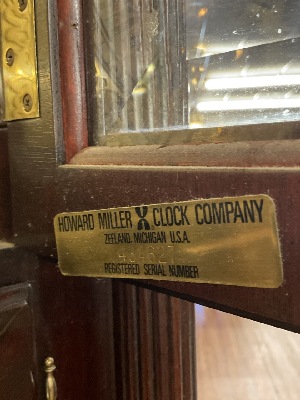 HOWARD MILLER CLOCK COMPANY
ZEELAND, MICHIGAN U.S.A.
REGISTERED SERIAL NUMBER